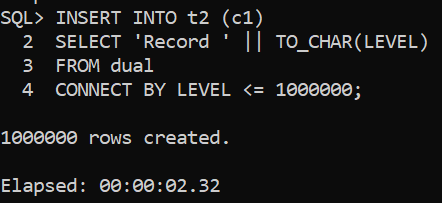 SQL> INSERT INTO t2 (c1)
2 SELECT 'Record ' || TO_CHAR(LEVEL)
3 FROM dual
4 CONNECT BY LEVEL <= 1000000;
1000000 rows created.
Elapsed: 00:00:02.32